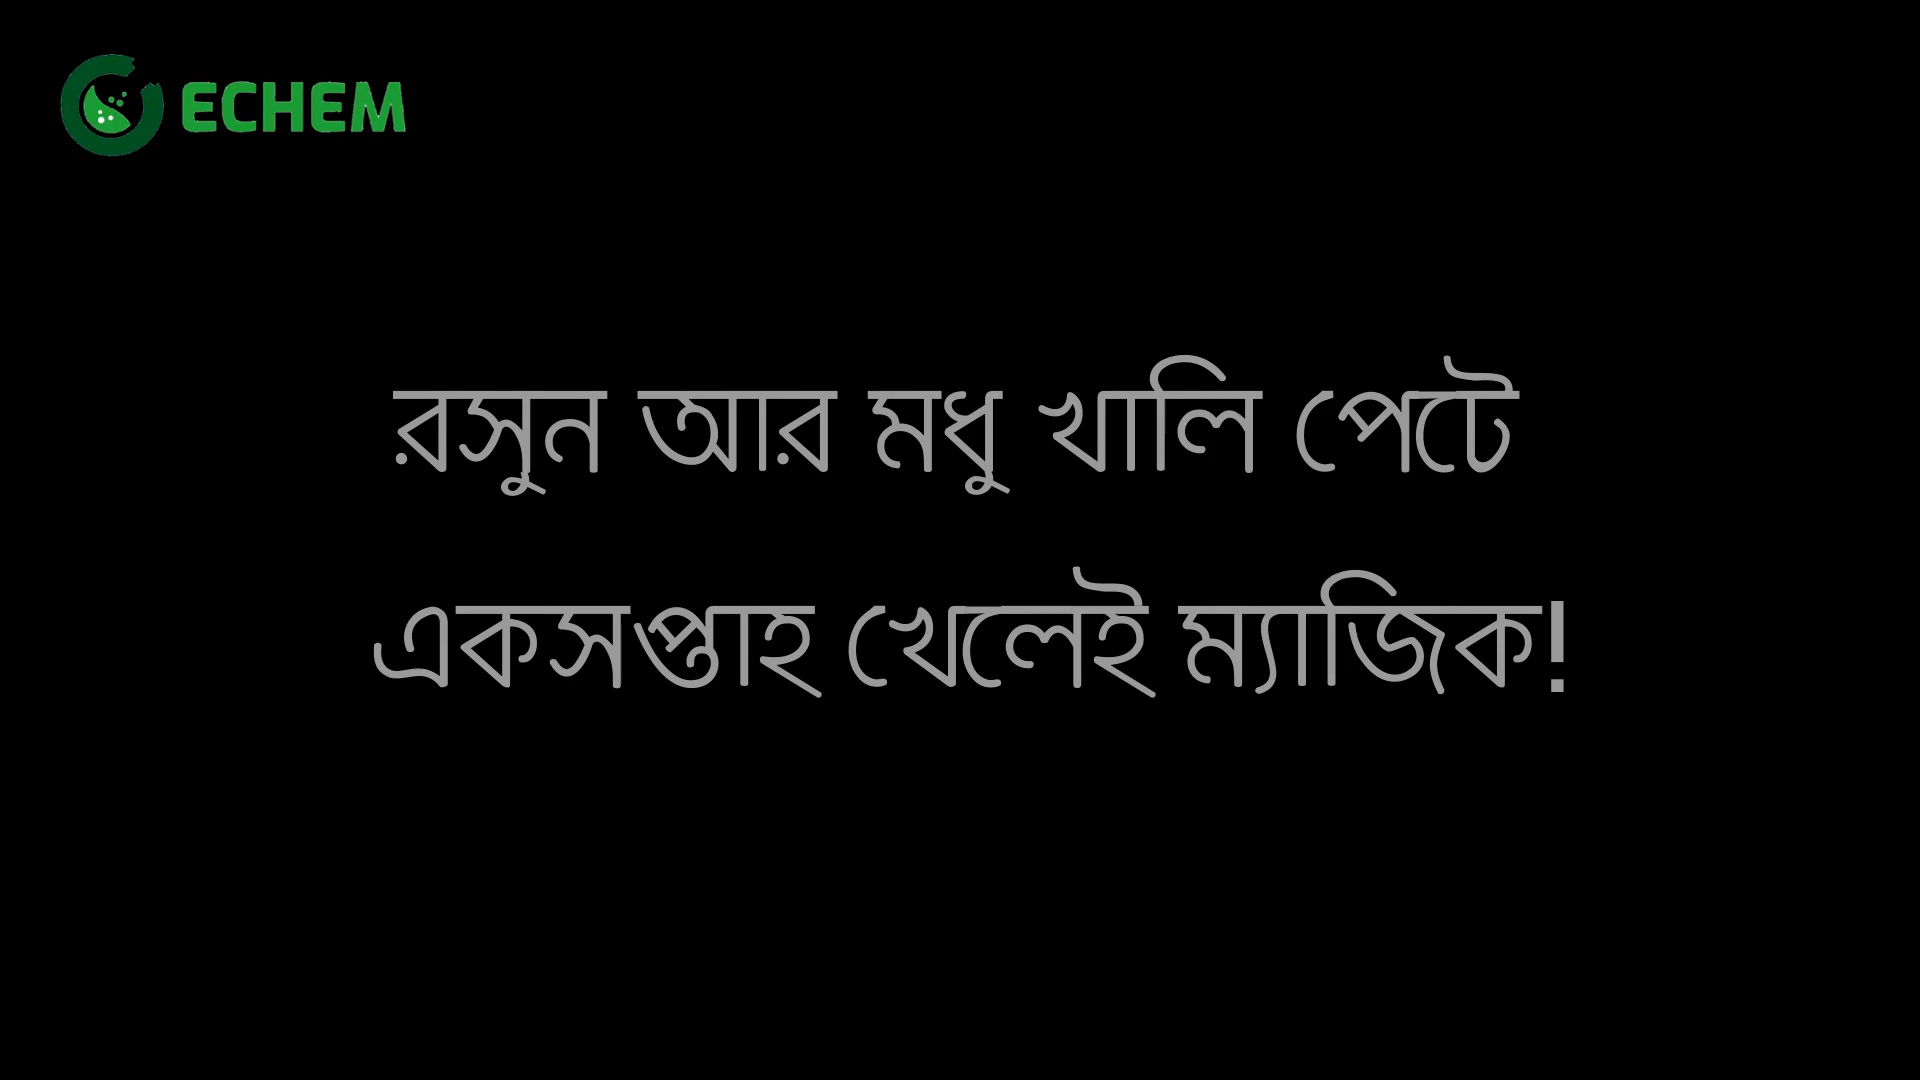 ECHEM
রসুন আর মধু খালি পেটে
একসপ্তাহ খেলেই ম্যাজিক!